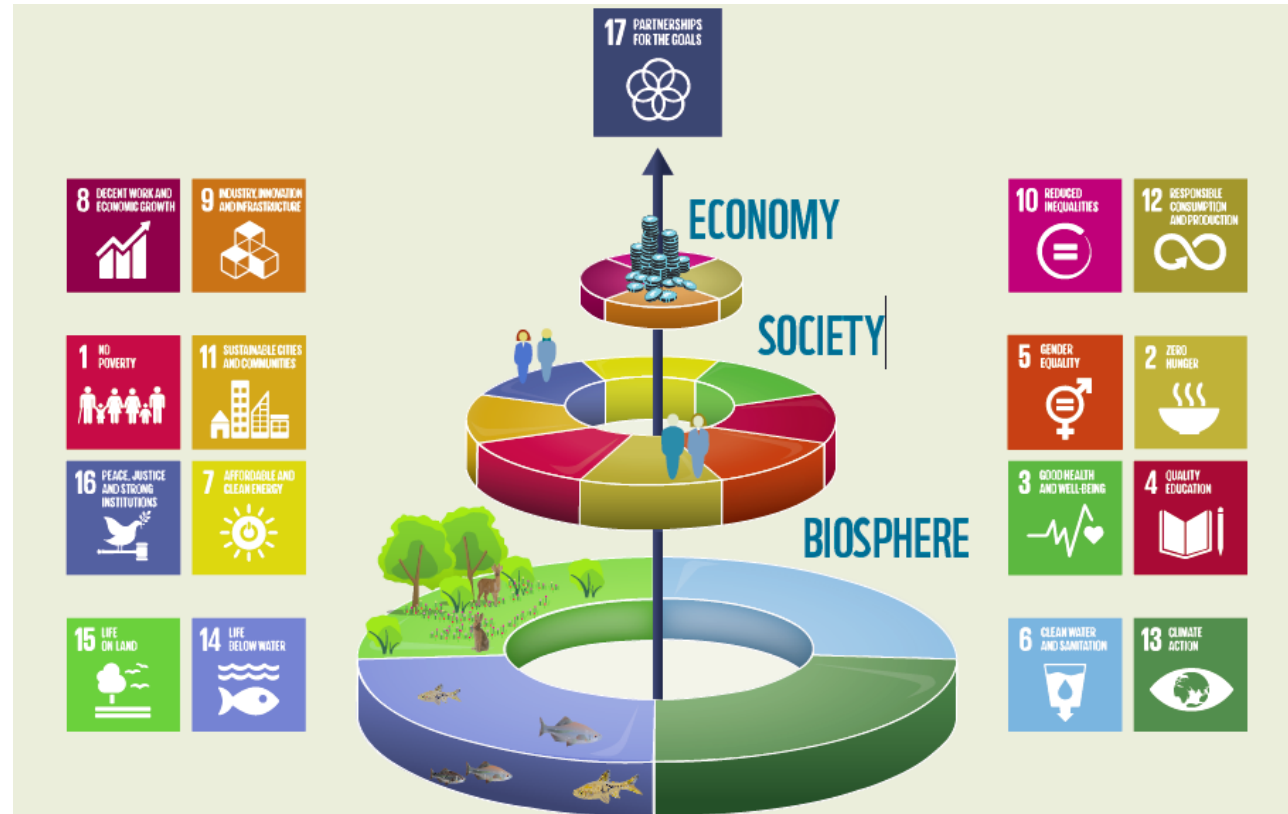 17 PARTNERSHIPS
FOR THE GOALS
8 DECENT WORK AND
ECONOMIC GROWTH
9 INDUSTRY, INNOVATION
AND INFRASTRUCTURE
10 REDUCED
INEQUALITIES
12 RESPONSIBLE
CONSUMPTION
AND PRODUCTION
ECONOMY
SOCIETY
1 NO
POVERTY
11 SUSTAINABLE CITIES
AND COMMUNITIES
5 GENDER
EQUALITY
2 ZERO
HUNGER
16 PEACE, JUSTICE
AND STRONG
INSTITUTIONS
7 AFFORDABLE AND
CLEAN ENERGY
3 GOOD HEALTH
AND WELL-BEING
4 QUALITY
EDUCATION
BIOSPHERE
15 LIFE
ON LAND
14 LIFE
BELOW WATER
6 CLEAN WATER
AND SANITATION
13 CLIMATE
ACTION